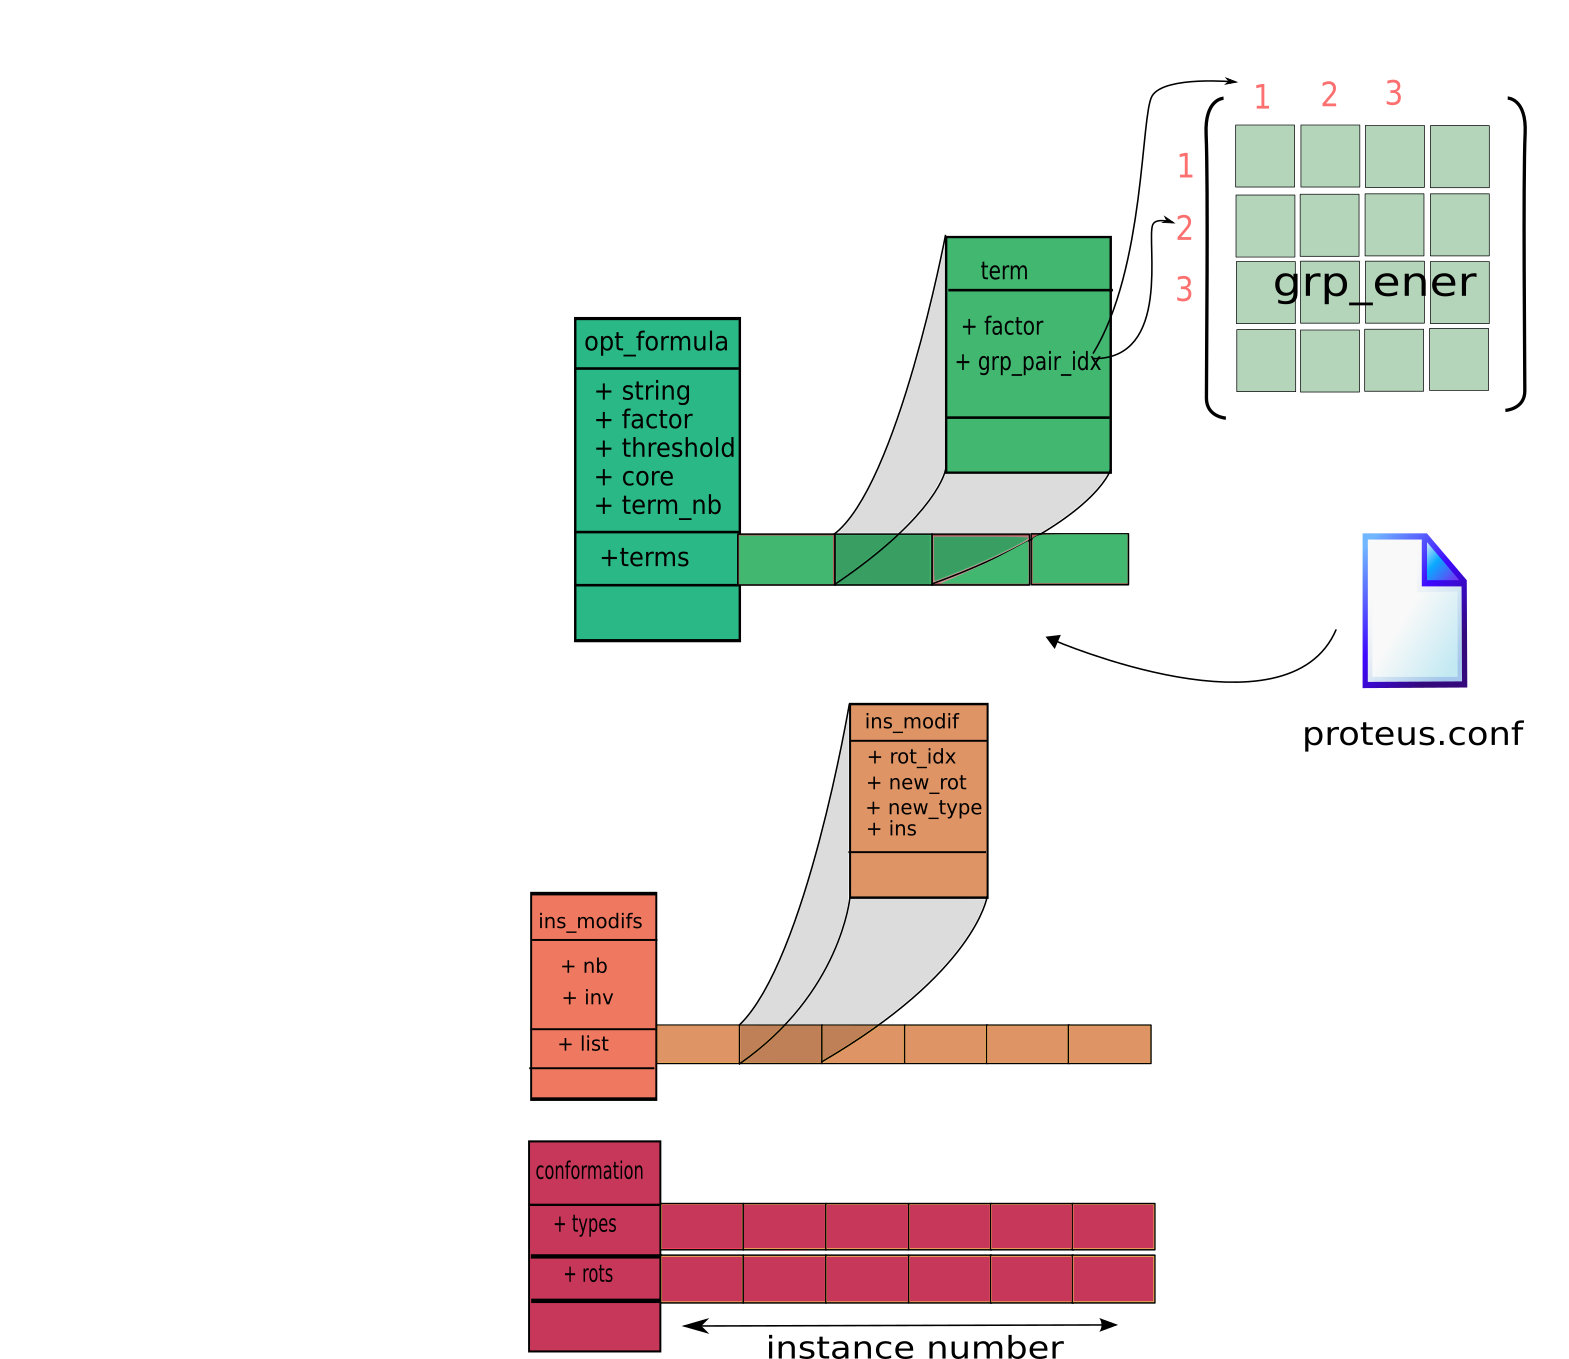 1 2 3
1
2
3
grp_ener
term
+ factor
+ grp_pair_idx
opt_formula
+ string
+ factor
+ threshold
+ core
+ term_nb
+terms
proteus.conf
ins_modif
+ rot_idx
+ new_rot
+ new_type
+ ins
ins_modifs
+ nb
+ inv
+ list
conformation
+ types
+ rots
instance number